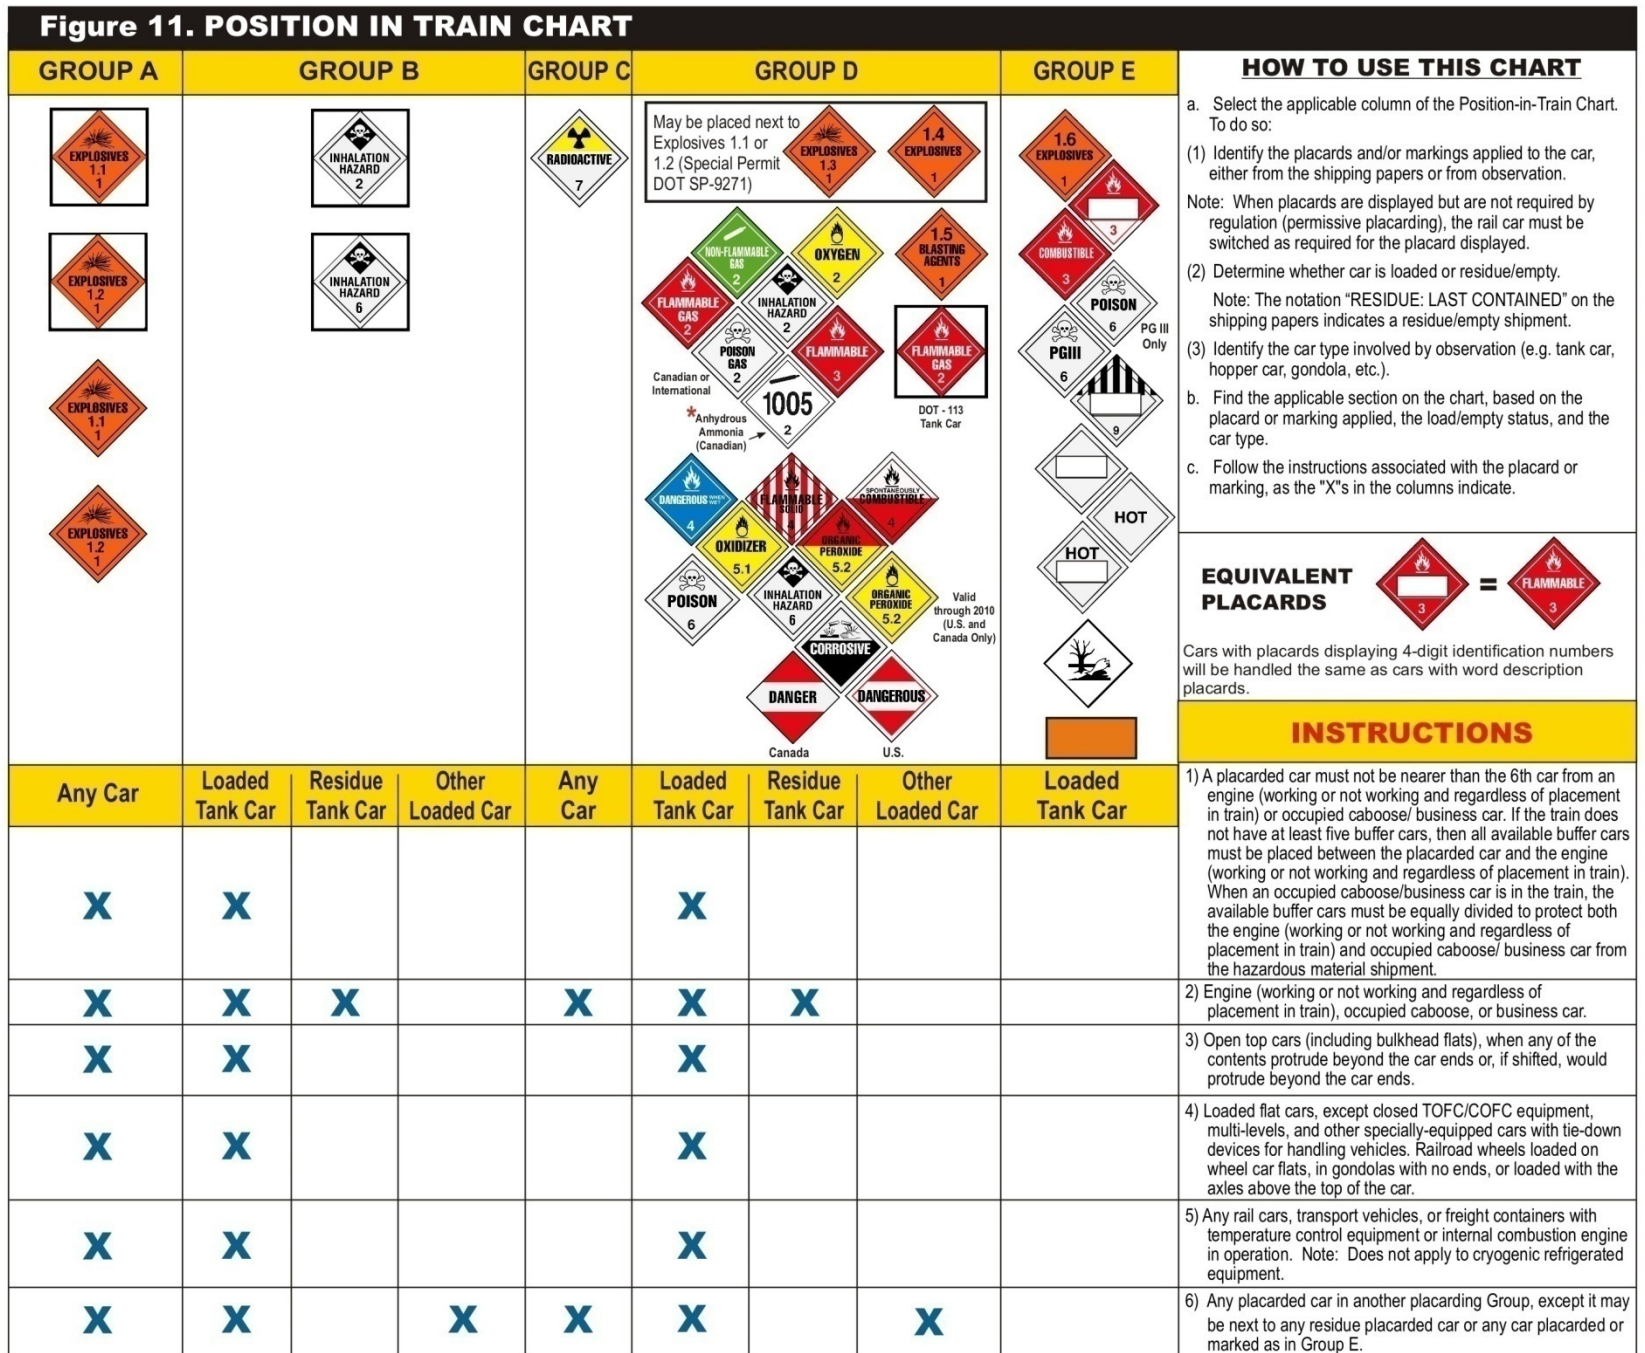 Figure 11. POSITION IN TRAIN CHART
GROUP A
GROUP B
GROUP C
GROUP D
GROUP E
EXPLOSIVES
1.1
1
EXPLOSIVES
1.2
1
EXPLOSIVES
1.1
1
EXPLOSIVES
1.2
1
INHALATION
HAZARD
2
INHALATION
HAZARD
6
RADIOACTIVE
7
May be placed next to
Explosives 1.1 or
1.2 (Special Permit
DOT SP-9271)
EXPLOSIVES
1.3
1
1.4
EXPLOSIVES
1
NON-FLAMMABLE
GAS
2
OXYGEN
2
1.5
BLASTING
AGENTS
1
FLAMMABLE
GAS
2
INHALATION
HAZARD
2
POISON
GAS
2
FLAMMABLE
3
FLAMMABLE
GAS
2
DOT - 113
Tank Car
Canadian or
International
1005
2
*Anhydrous
Ammonia
(Canadian)
DANGEROUS WHEN WET
4
FLAMMABLE
SOLID
4
SPONTANEOUSLY
COMBUSTIBLE
4
OXIDIZER
5.1
ORGANIC
PEROXIDE
5.2
POISON
6
INHALATION
HAZARD
6
ORGANIC
PEROXIDE
5.2
Valid
through 2010
(U.S. and
Canada Only)
CORROSIVE
DANGER
Canada
DANGEROUS
U.S.
1.6
EXPLOSIVES
1
3
COMBUSTIBLE
3
POISON
6
PG III
Only
PGIII
6
9
HOT
HOT
HOW TO USE THIS CHART
a. Select the applicable column of the Position-in-Train Chart.
To do so:
(1) Identify the placards and/or markings applied to the car,
either from the shipping papers or from observation.
Note: When placards are displayed but are not required by
regulation (permissive placarding), the rail car must be
switched as required for the placard displayed.
(2) Determine whether car is loaded or residue/empty.
Note: The notation “RESIDUE: LAST CONTAINED” on the
shipping papers indicates a residue/empty shipment.
(3) Identify the car type involved by observation (e.g. tank car,
hopper car, gondola, etc.).
b. Find the applicable section on the chart, based on the
placard or marking applied, the load/empty status, and the
car type.
c. Follow the instructions associated with the placard or
marking, as the "X"s in the columns indicate.
EQUIVALENT
PLACARDS
3
=
FLAMMABLE
3
Cars with placards displaying 4-digit identification numbers
will be handled the same as cars with word description
placards.
INSTRUCTIONS
Any Car
Loaded
Tank Car
Residue
Tank Car
Other
Loaded Car
Any
Car
Loaded
Tank Car
Residue
Tank Car
Other
Loaded Car
Loaded
Tank Car
X X X
1) A placarded car must not be nearer than the 6th car from an
engine (working or not working and regardless of placement
in train) or occupied caboose/ business car. If the train does
not have at least five buffer cars, then all available buffer cars
must be placed between the placarded car and the engine
(working or not working and regardless of placement in train).
When an occupied caboose/business car is in the train, the
available buffer cars must be equally divided to protect both
the engine (working or not working and regardless of
placement in train) and occupied caboose/ business car from
the hazardous material shipment.
X X X X X X
2) Engine (working or not working and regardless of
placement in train), occupied caboose, or business car.
X X X
3) Open top cars (including bulkhead flats), when any of the
contents protrude beyond the car ends or, if shifted, would
protrude beyond the car ends.
X X X
4) Loaded flat cars, except closed TOFC/COFC equipment,
multi-levels, and other specially-equipped cars with tie-down
devices for handling vehicles. Railroad wheels loaded on
wheel car flats, in gondolas with no ends, or loaded with the
axles above the top of the car.
X X X
5) Any rail cars, transport vehicles, or freight containers with
temperature control equipment or internal combustion engine
in operation. Note: Does not apply to cryogenic refrigerated
equipment.
X X X X X X
6) Any placarded car in another placarding Group, except it may
be next to any residue placarded car or any car placarded or
marked as in Group E.